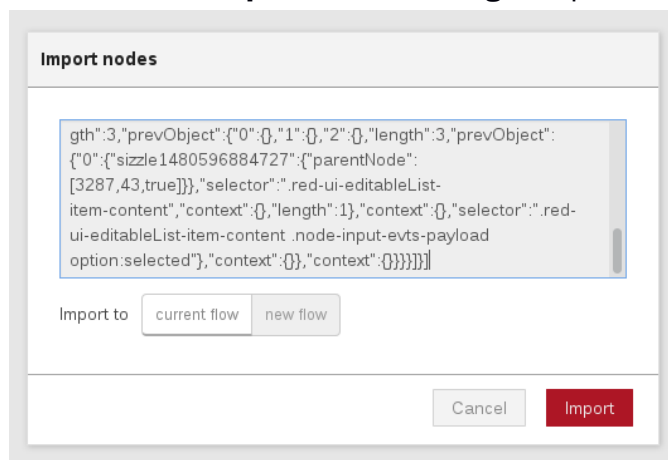 Import nodes
gth":3,"prevObject":{"0":{},"1":{},"2":{},"length":3,"prevObject":
{"0":{"sizzle1480596884727":{"parentNode":
[3287,43,true]}},"selector":".red-ui-editableList-
item-content","context":{},"length":1},"context":{},"selector":".red-
ui-editableList-item-content .node-input-evts-payload
option:selected"},"context":{}},"context":{}}}}]}]
Import to
current flow
new flow
Cancel
Import